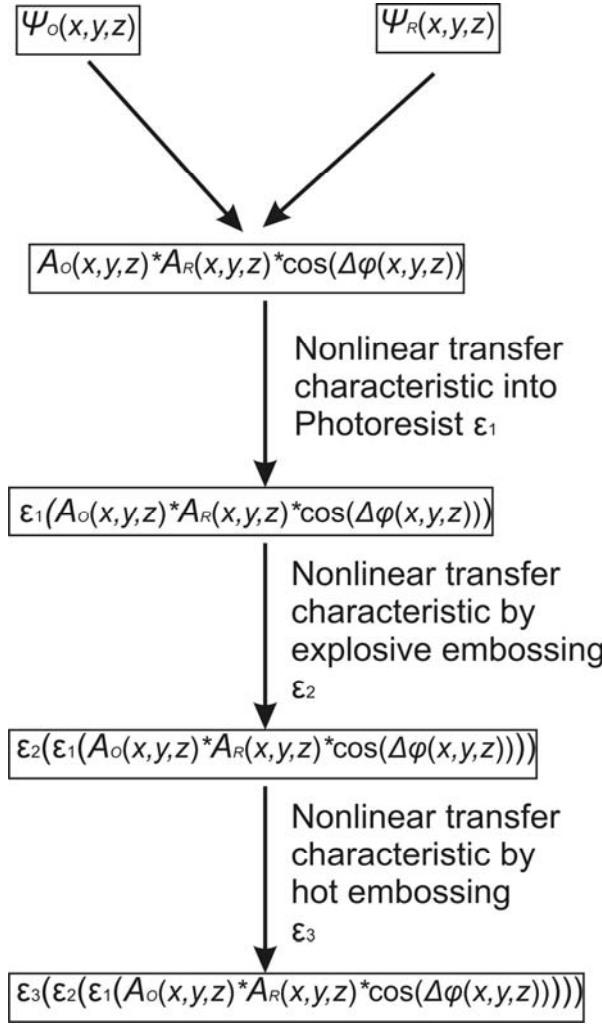 ΨO(x,y,z)
ΨR(x,y,z)
AO(x,y,z)*AR(x,y,z)*cos(Δφ(x,y,z))
Nonlinear transfer
characteristic into
Photoresist ε1
ε1(AO(x,y,z)*AR(x,y,z)*cos(Δφ(x,y,z)))
Nonlinear transfer
characteristic by
explosive embossing
ε2
ε2(ε1(AO(x,y,z)*AR(x,y,z)*cos(Δφ(x,y,z))))
Nonlinear transfer
characteristic by
hot embossing
ε3
ε3(ε2(ε1(AO(x,y,z)*AR(x,y,z)*cos(Δφ(x,y,z)))))